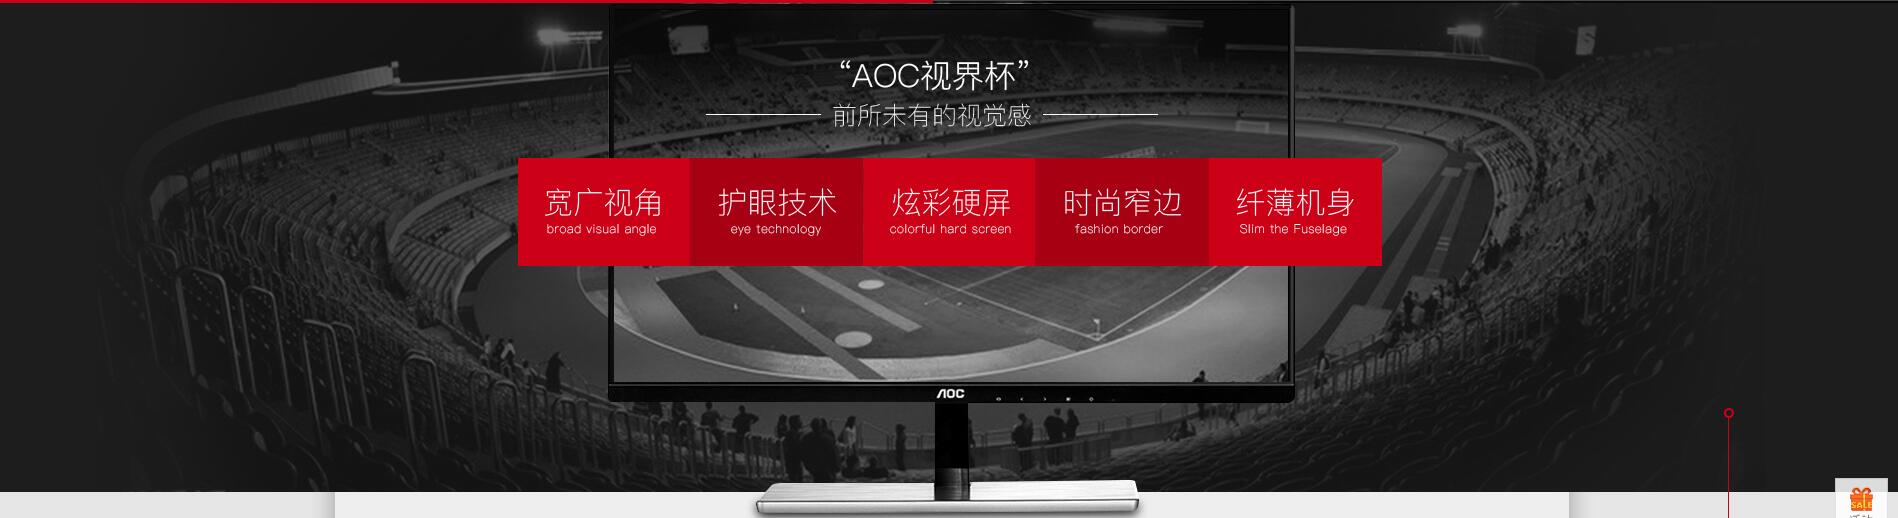 “AOC视界杯”
前所未有的视觉感
宽广视角
broad visual angle
护眼技术
eye technology
炫彩硬屏
colorful hard screen
时尚窄边
fashion border
纤薄机身
Slim the Fuselage
AOC
SALE